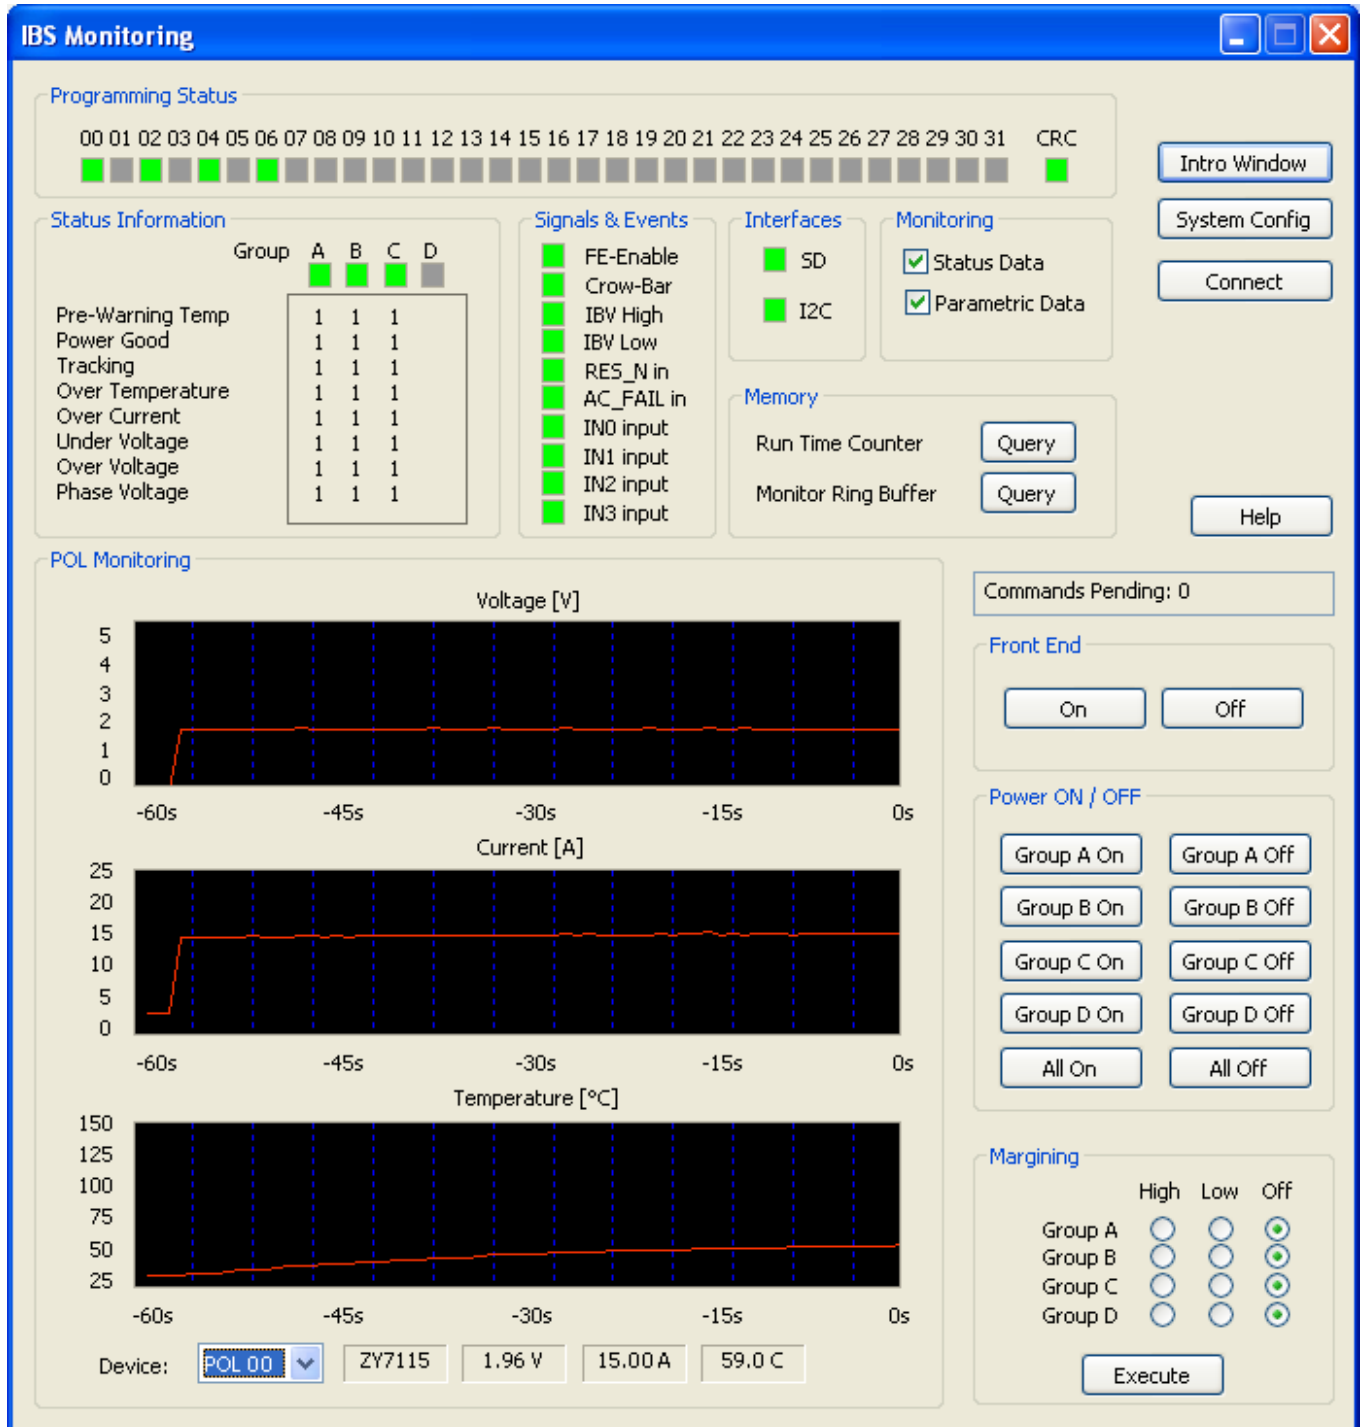 IBS Monitoring
Programming Status
00 01 02 03 04 05 06 07 08 09 10 11 12 13 14 15 16 17 18 19 20 21 22 23 24 25 26 27 28 29 30 31 CRC
Intro Window
System Config
Connect
Help
Status Information
Group A B C D
Pre-Warning Temp 1 1 1
Power Good 1 1 1
Tracking 1 1 1
Over Temperature 1 1 1
Over Current 1 1 1
Under Voltage 1 1 1
Over Voltage 1 1 1
Phase Voltage 1 1 1
Signals & Events
FE-Enable
Crow-Bar
IBV High
IBV Low
RES_N in
AC_FAIL in
IN0 input
IN1 input
IN2 input
IN3 input
Interfaces
SD
I2C
Monitoring
Status Data
Parametric Data
Memory
Run Time Counter Query
Monitor Ring Buffer Query
POL Monitoring
Voltage [V]
5
4
3
2
1
0
-60s -45s -30s -15s 0s
Current [A]
25
20
15
10
5
0
-60s -45s -30s -15s 0s
Temperature [°C]
150
125
100
75
50
25
-60s -45s -30s -15s 0s
Device: POL 00 ZY7115 1.96 V 15.00 A 59.0 C
Commands Pending: 0
Front End
On Off
Power ON / OFF
Group A On Group A Off
Group B On Group B Off
Group C On Group C Off
Group D On Group D Off
All On All Off
Margining
High Low Off
Group A
Group B
Group C
Group D
Execute